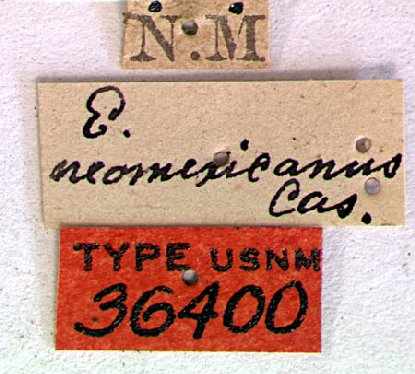 N.M
E.
neomexicanus
Cas.
TYPE USNM
36400